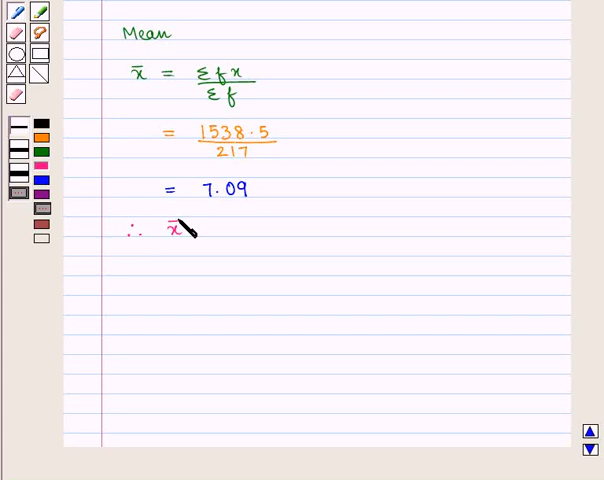 Mean
x̄ = Σfx / Σf
= 1538.5 / 217
= 7.09
∴ x̄